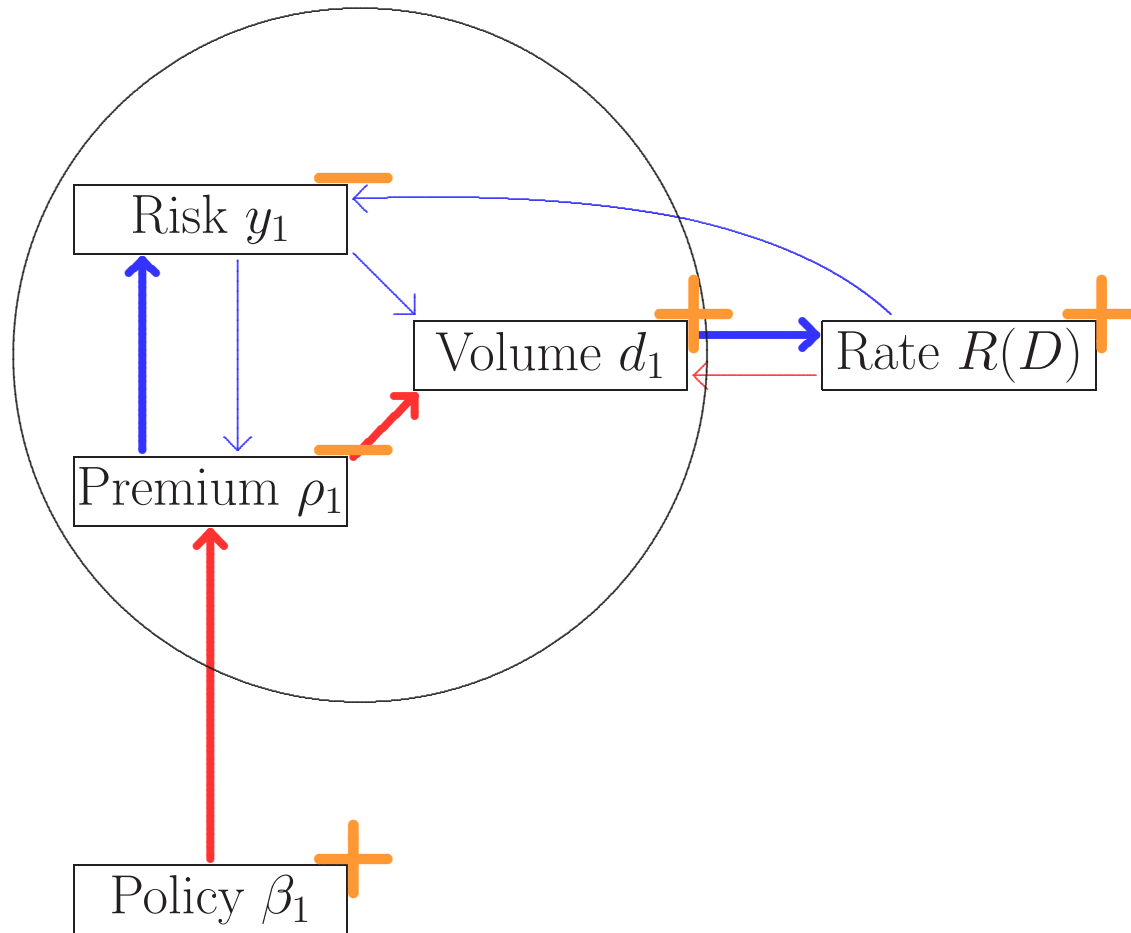 Risk y₁
Volume d₁
Rate R(D)
Premium ρ₁
Policy β₁